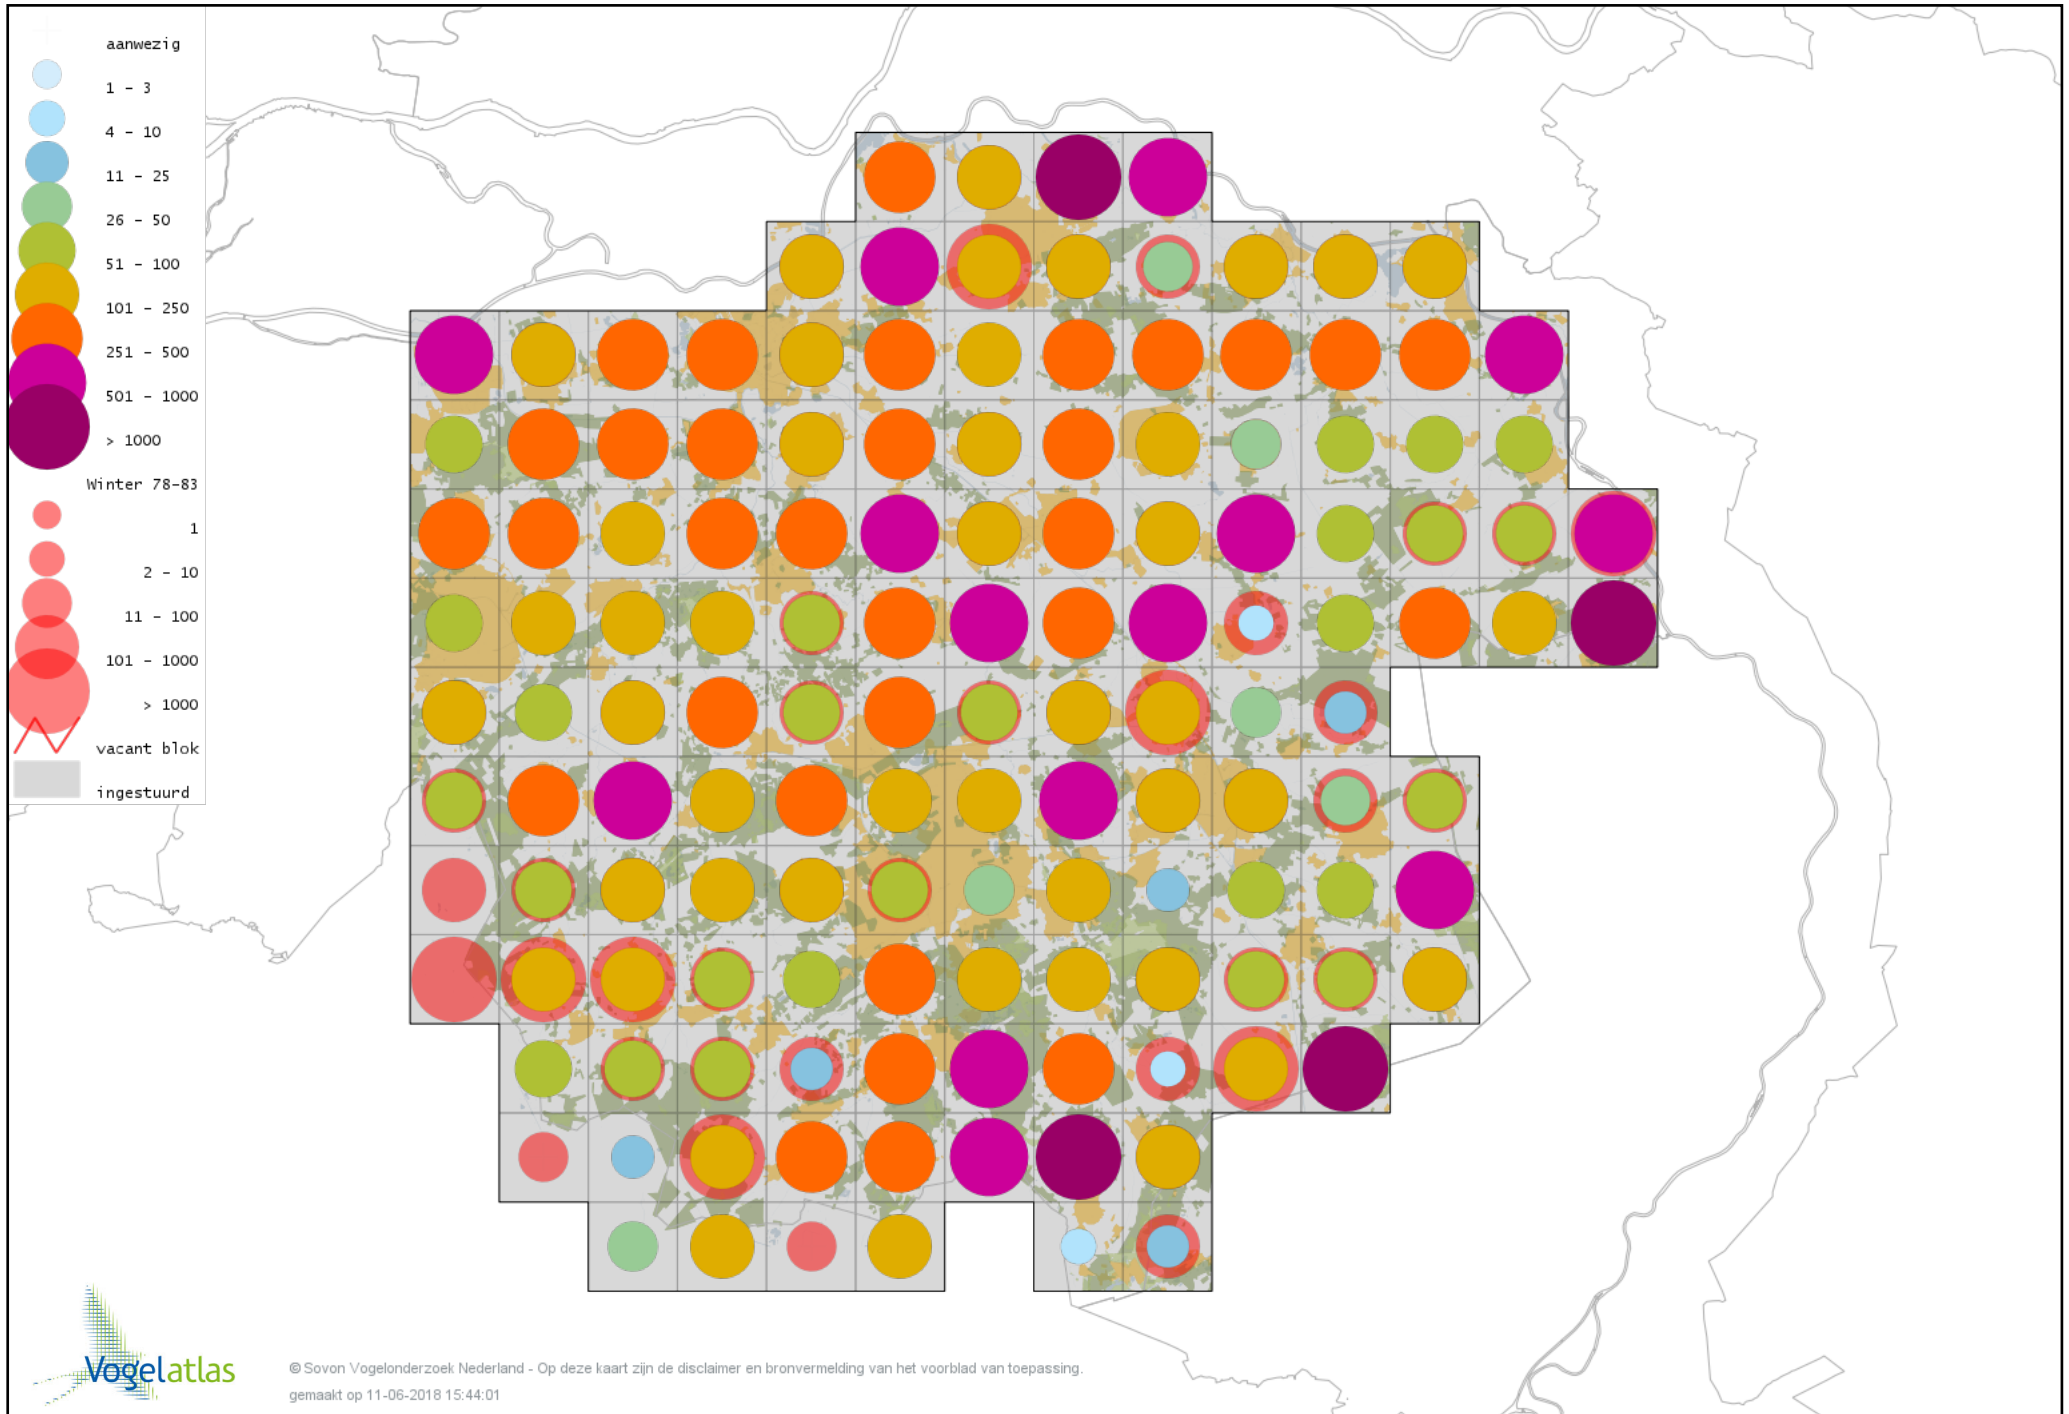 aanwezig
1 - 3
4 - 10
11 - 25
26 - 50
51 - 100
101 - 250
251 - 500
501 - 1000
> 1000
Winter 78-83
1
2 - 10
11 - 100
101 - 1000
> 1000
vacant blok
ingestuurd
Vogelatlas
© Sovon Vogelonderzoek Nederland - Op deze kaart zijn de disclaimer en bronvermelding van het voorblad van toepassing.
gemaakt op 11-06-2018 15:44:01